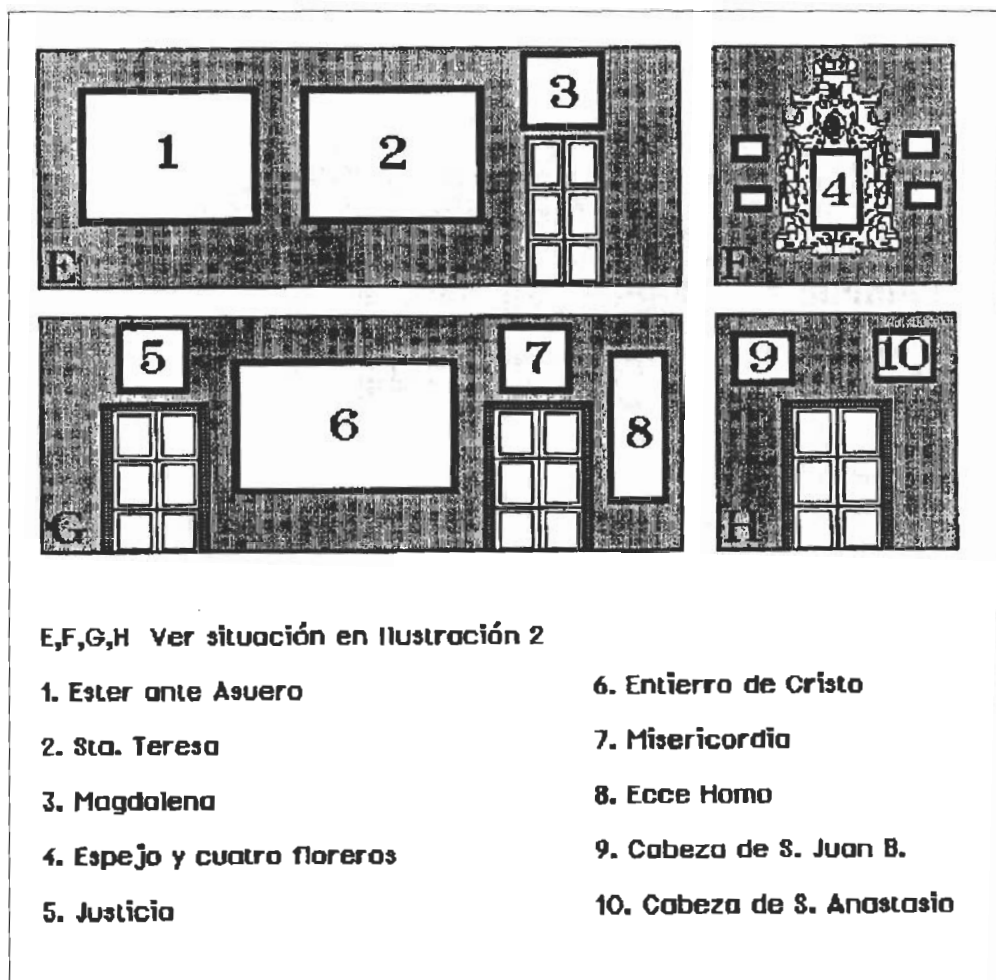 1
2
3
E
4
F
5
6
7
8
G
9
10
H
E,F,G,H Ver situación en Ilustración 2
1. Ester ante Asuero
2. Sta. Teresa
3. Magdalena
4. Espejo y cuatro floreros
5. Justicia
6. Entierro de Cristo
7. Misericordia
8. Ecce Homo
9. Cabeza de S. Juan B.
10. Cabeza de S. Anastasio